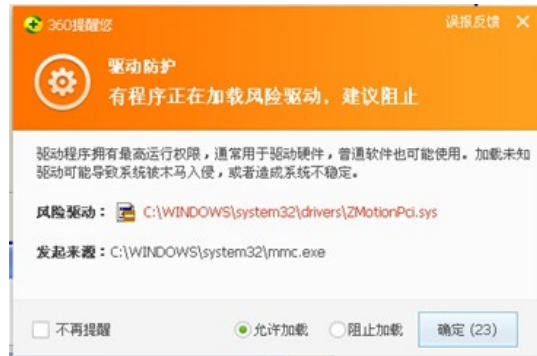 360提醒您
误报反馈
驱动防护
有程序正在加载风险驱动，建议阻止
驱动程序拥有最高运行权限，通常用于驱动硬件，普通软件也可能使用。加载未知
驱动可能导致系统被木马入侵，或者造成系统不稳定。
风险驱动：C:\WINDOWS\system32\drivers\ZMotionPci.sys
发起来源：C:\WINDOWS\system32\mmc.exe
不再提醒 允许加载 阻止加载 确定 (23)